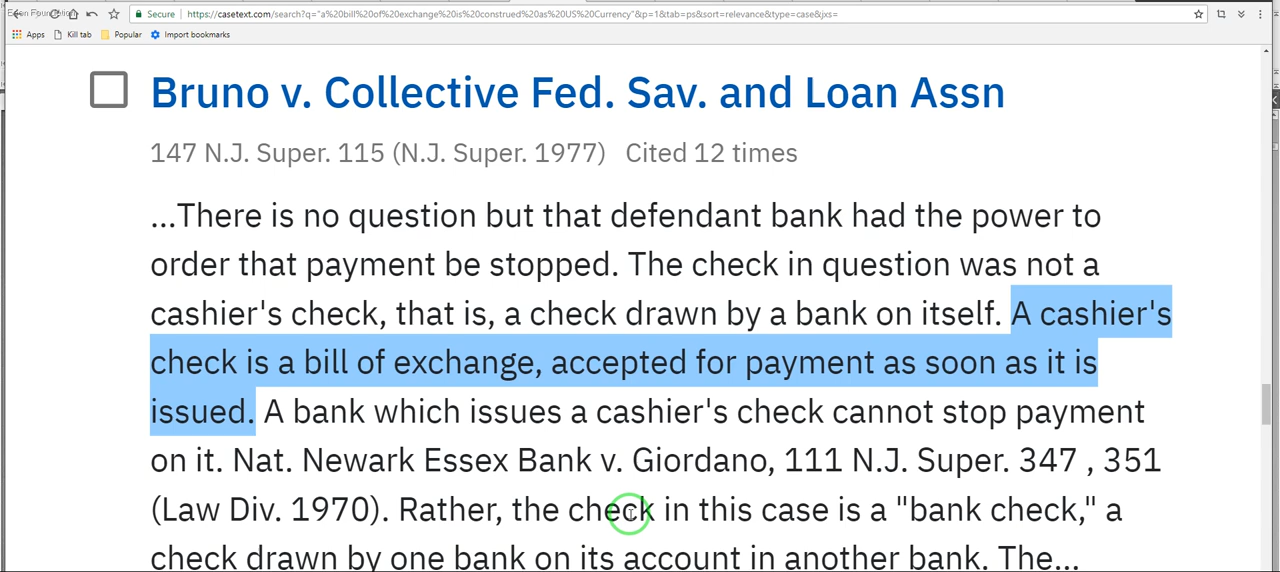 Secure https://casetext.com/search?q="a%20bill%20of%20exchange%20is%20construed%20as%20US%20Currency"&p=1&tab=ps&sort=relevance&type=case&jxs=
Apps Kill tab Popular Import bookmarks
Bruno v. Collective Fed. Sav. and Loan Assn
147 N.J. Super. 115 (N.J. Super. 1977) Cited 12 times
...There is no question but that defendant bank had the power to
order that payment be stopped. The check in question was not a
cashier's check, that is, a check drawn by a bank on itself. A cashier's
check is a bill of exchange, accepted for payment as soon as it is
issued. A bank which issues a cashier's check cannot stop payment
on it. Nat. Newark Essex Bank v. Giordano, 111 N.J. Super. 347 , 351
(Law Div. 1970). Rather, the check in this case is a "bank check," a
check drawn by one bank on its account in another bank. The...